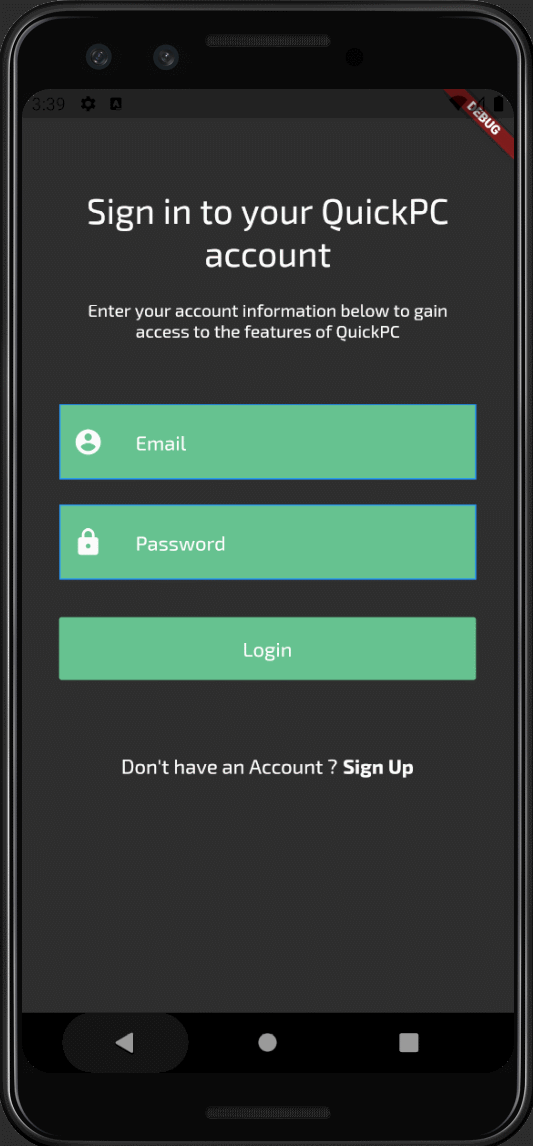 3:39
DEBUG
Sign in to your QuickPC
account
Enter your account information below to gain
access to the features of QuickPC
Email
Password
Login
Don't have an Account ? Sign Up